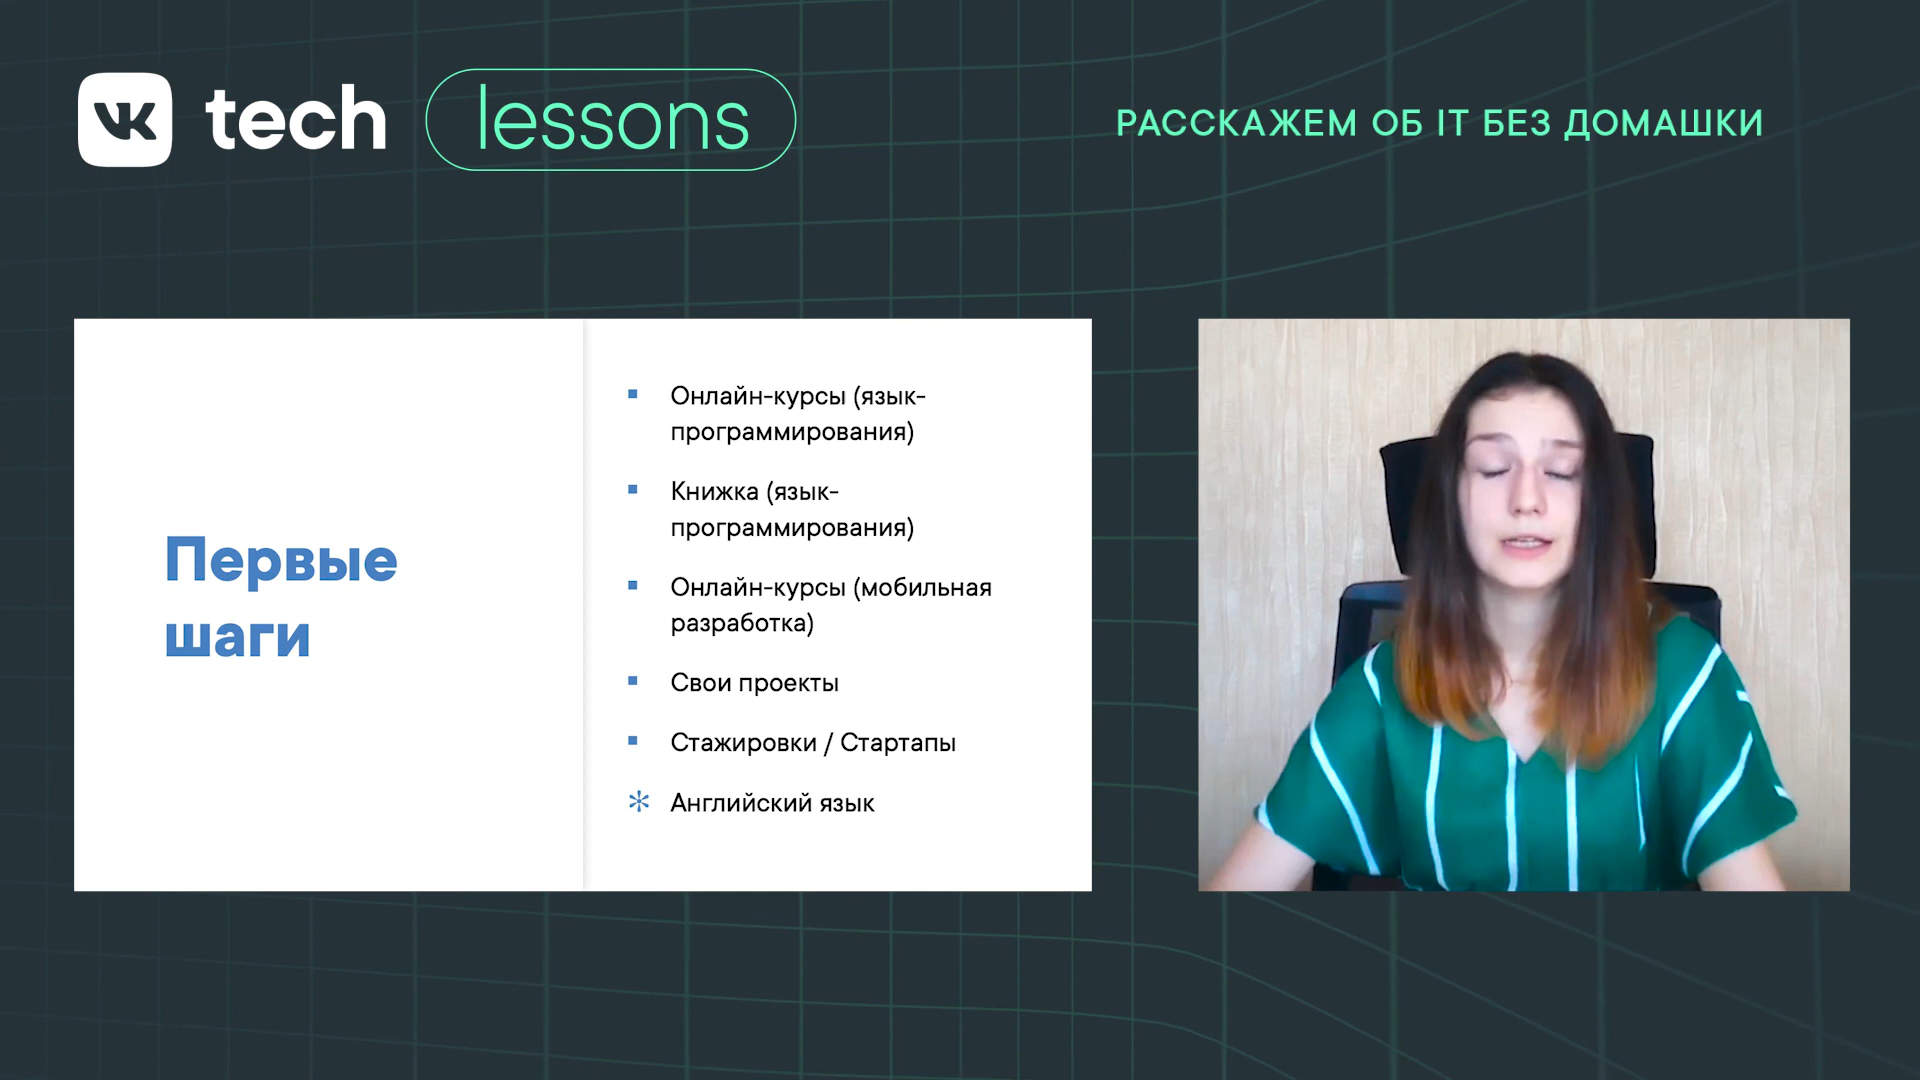 VK tech lessons
РАССКАЖЕМ ОБ IT БЕЗ ДОМАШКИ
Первые
шаги
Онлайн-курсы (язык-
программирования)
Книжка (язык-
программирования)
Онлайн-курсы (мобильная
разработка)
Свои проекты
Стажировки / Стартапы
* Английский язык